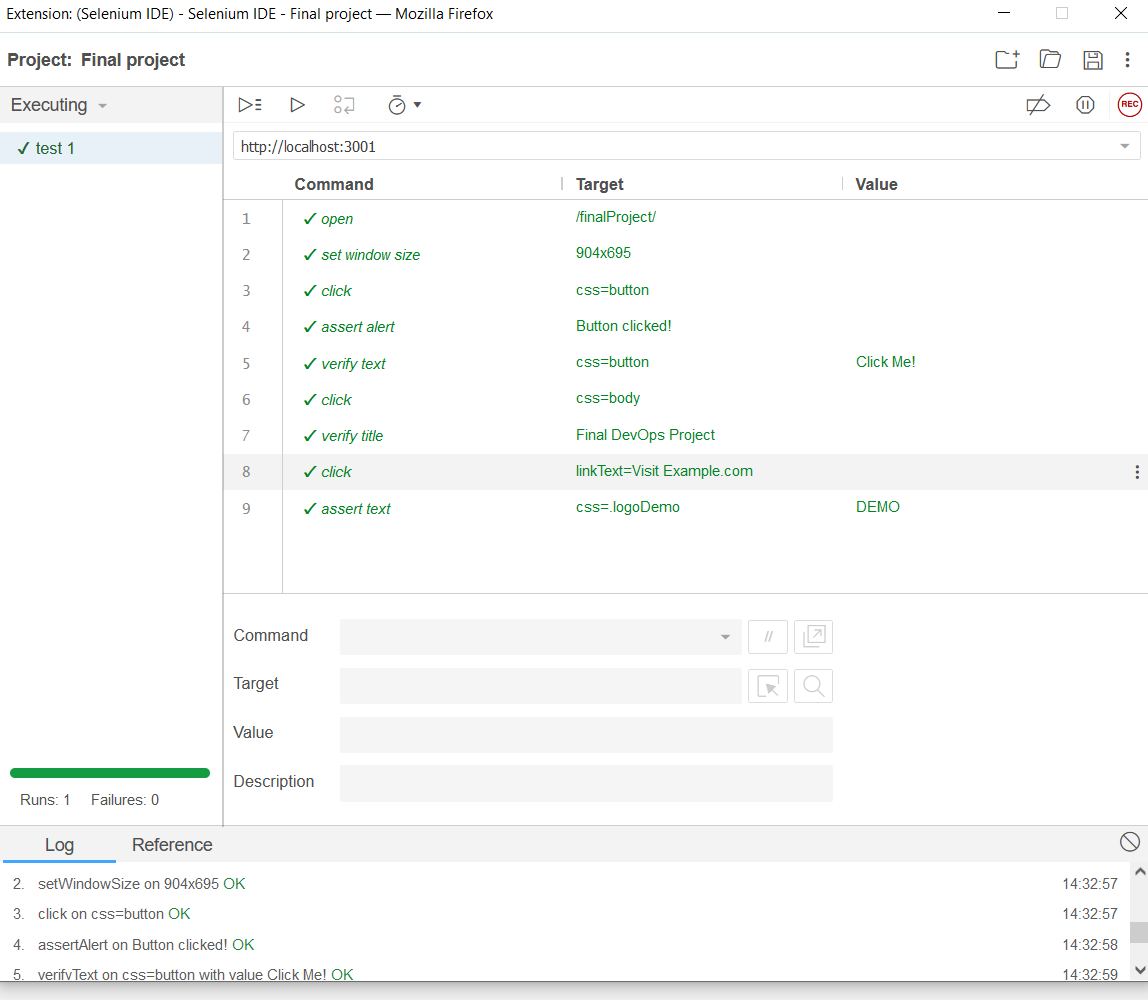 Extension: (Selenium IDE) - Selenium IDE - Final project — Mozilla Firefox
Project: Final project
Executing
✓ test 1
REC
http://localhost:3001
Command Target Value
1 ✓ open /finalProject/
2 ✓ set window size 904x695
3 ✓ click css=button
4 ✓ assert alert Button clicked!
5 ✓ verify text css=button Click Me!
6 ✓ click css=body
7 ✓ verify title Final DevOps Project
8 ✓ click linkText=Visit Example.com
9 ✓ assert text css=.logoDemo DEMO
Command //
Target
Value
Description
Runs: 1 Failures: 0
Log Reference
2. setWindowSize on 904x695 OK 14:32:57
3. click on css=button OK 14:32:57
4. assertAlert on Button clicked! OK 14:32:58
5. verifyText on css=button with value Click Me! OK 14:32:59